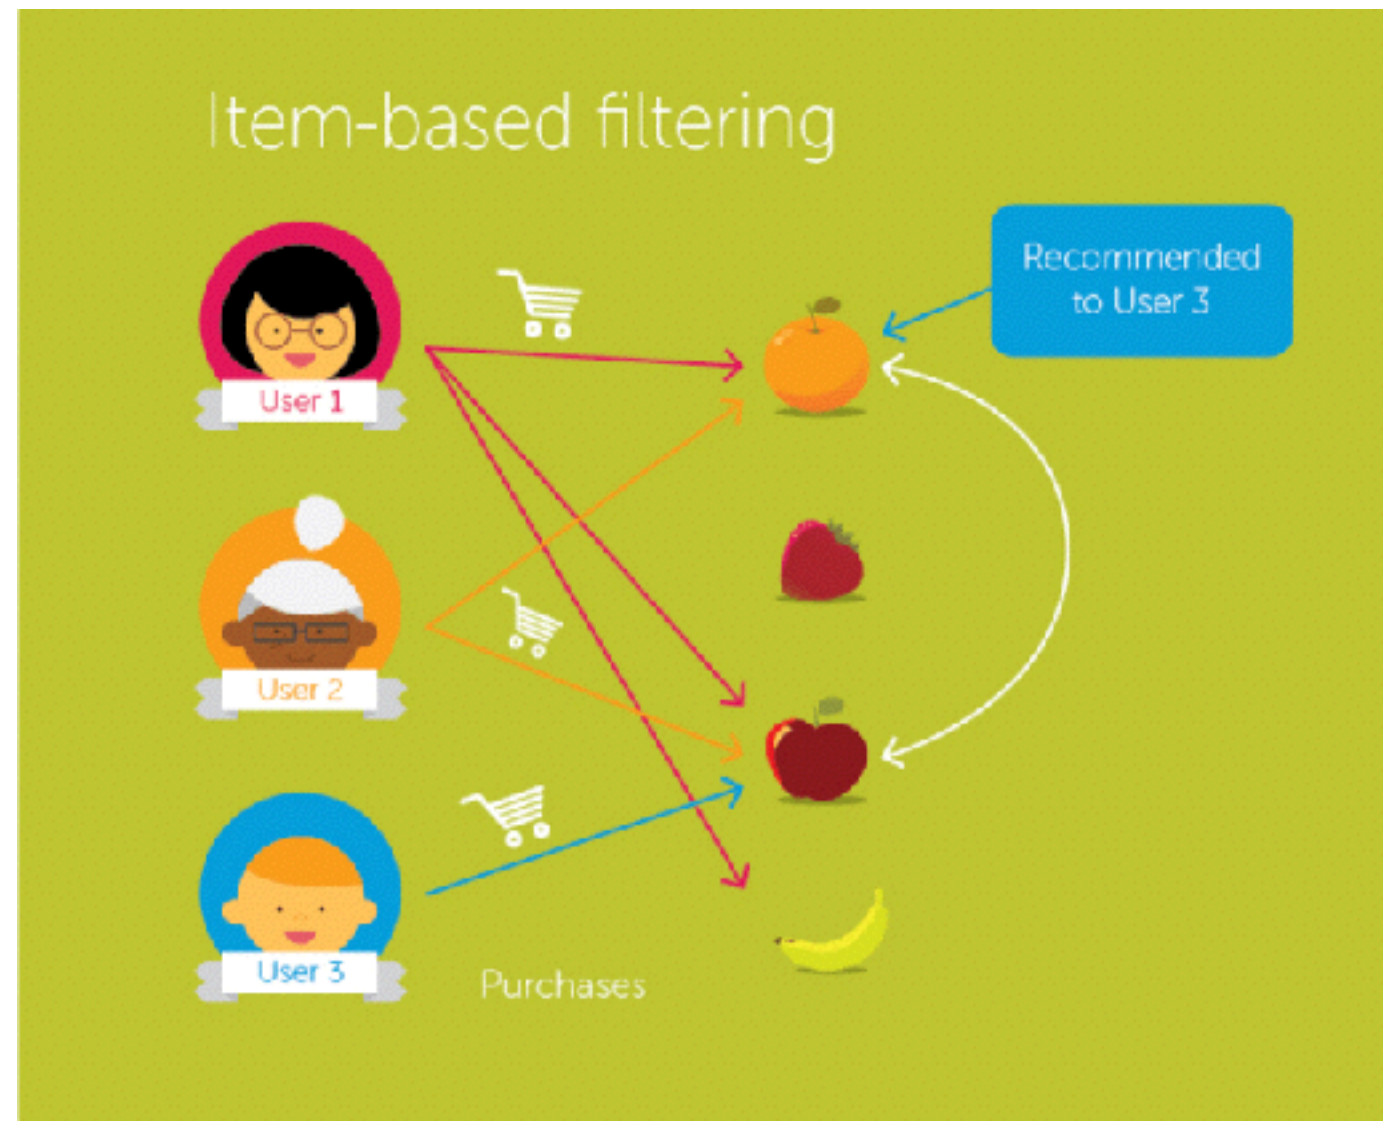 Item-based filtering
Recommended
to User 3
User 1
User 2
User 3
Purchases